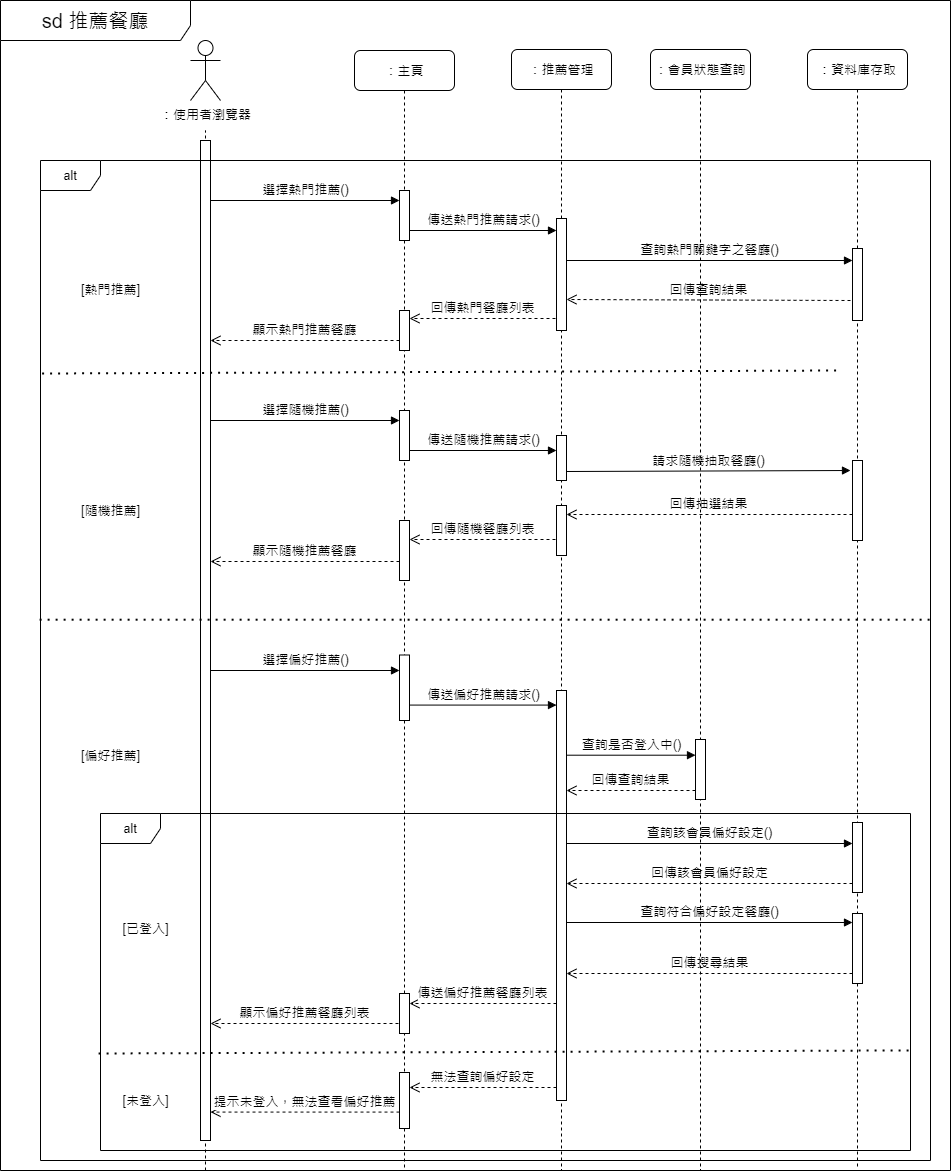 sd 推薦餐廳
：使用者瀏覽器
：主頁
：推薦管理
：會員狀態查詢
：資料庫存取
alt
選擇熱門推薦()
傳送熱門推薦請求()
查詢熱門關鍵字之餐廳()
[熱門推薦]
回傳查詢結果
回傳熱門餐廳列表
顯示熱門推薦餐廳
選擇隨機推薦()
傳送隨機推薦請求()
請求隨機抽取餐廳()
[隨機推薦]
回傳抽選結果
回傳隨機餐廳列表
顯示隨機推薦餐廳
選擇偏好推薦()
傳送偏好推薦請求()
查詢是否登入中()
[偏好推薦]
回傳查詢結果
alt
查詢該會員偏好設定()
回傳該會員偏好設定
查詢符合偏好設定餐廳()
[已登入]
回傳搜尋結果
傳送偏好推薦餐廳列表
顯示偏好推薦餐廳列表
無法查詢偏好設定
[未登入]
提示未登入，無法查看偏好推薦